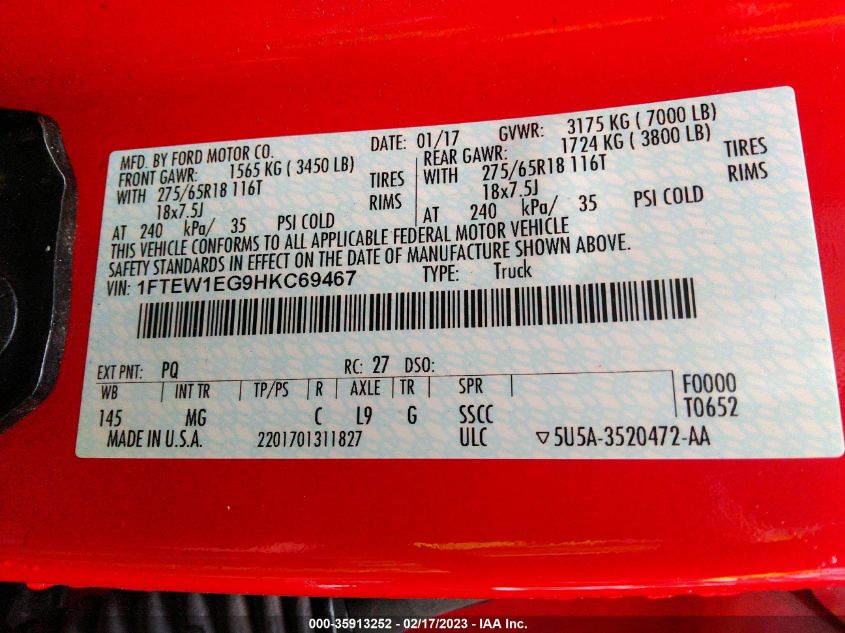 MFD. BY FORD MOTOR CO. DATE: 01/17 GVWR: 3175 KG ( 7000 LB)
FRONT GAWR: 1565 KG ( 3450 LB) REAR GAWR: 1724 KG ( 3800 LB)
WITH 275/65R18 116T TIRES WITH 275/65R18 116T TIRES
18x7.5J RIMS 18x7.5J RIMS
AT 240 kPa/ 35 PSI COLD AT 240 kPa/ 35 PSI COLD
THIS VEHICLE CONFORMS TO ALL APPLICABLE FEDERAL MOTOR VEHICLE
SAFETY STANDARDS IN EFFECT ON THE DATE OF MANUFACTURE SHOWN ABOVE.
VIN: 1FTEW1EG9HKC69467 TYPE: Truck
EXT PNT: PQ RC: 27 DSO:
WB INT TR TP/PS R AXLE TR SPR F0000
145 MG C L9 G SSCC T0652
MADE IN U.S.A. 2201701311827 ULC ▽5U5A-3520472-AA
000-35913252 - 02/17/2023 - IAA Inc.